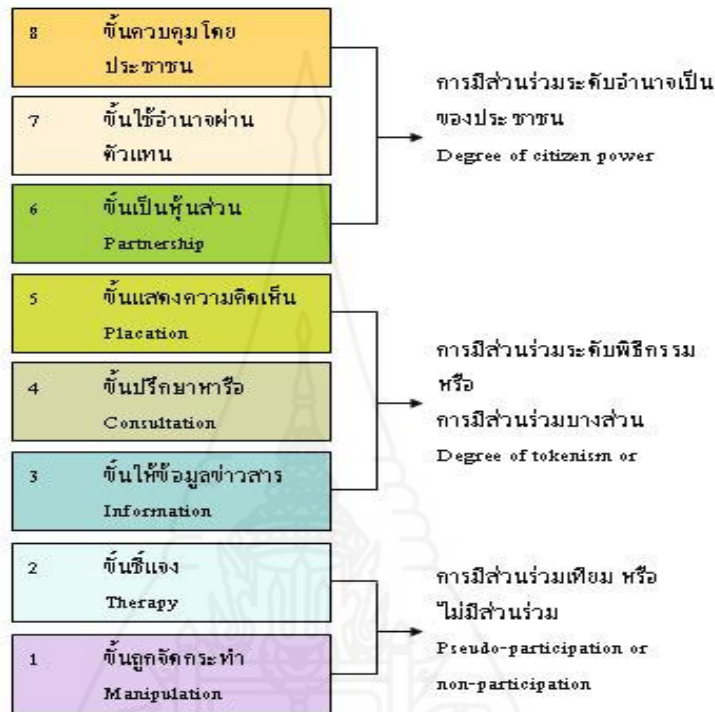 8 ขั้นควบคุมโดย
ประชาชน
7 ขั้นใช้อำนาจผ่าน
ตัวแทน
6 ขั้นเป็นหุ้นส่วน
Partnership
การมีส่วนร่วมระดับอำนาจเป็น
ของประชาชน
Degree of citizen power
5 ขั้นแสดงความคิดเห็น
Placation
4 ขั้นปรึกษาหารือ
Consultation
3 ขั้นให้ข้อมูลข่าวสาร
Information
การมีส่วนร่วมระดับพิธีกรรม
หรือ
การมีส่วนร่วมบางส่วน
Degree of tokenism or
2 ขั้นชี้แจง
Therapy
1 ขั้นถูกจัดกระทำ
Manipulation
การมีส่วนร่วมเทียม หรือ
ไม่มีส่วนร่วม
Pseudo-participation or
non-participation